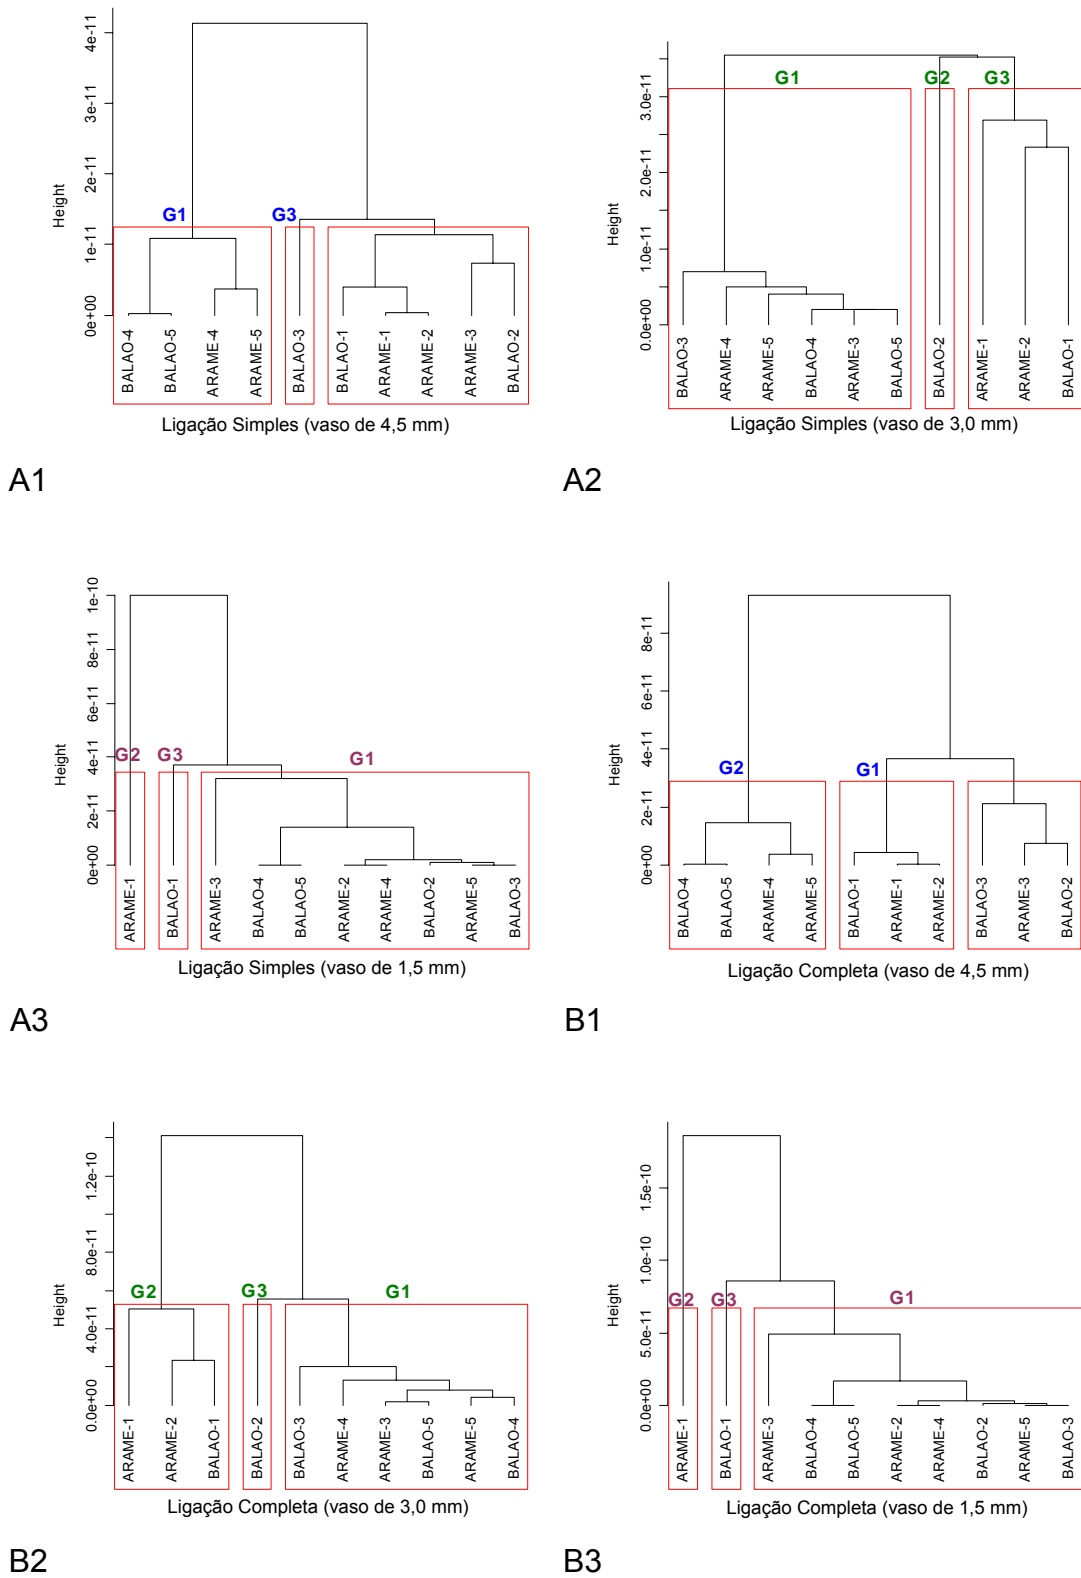 4e-11
3e-11
2e-11
1e-11
0e+00
Height
G1
G3
BALAO-4
BALAO-5
ARAME-4
ARAME-5
BALAO-3
BALAO-1
ARAME-1
ARAME-2
ARAME-3
BALAO-2
Ligação Simples (vaso de 4,5 mm)
A1
3.0e-11
2.0e-11
1.0e-11
0.0e+00
Height
G1
G2
G3
BALAO-3
ARAME-4
ARAME-5
BALAO-4
ARAME-3
BALAO-5
BALAO-2
ARAME-1
ARAME-2
BALAO-1
Ligação Simples (vaso de 3,0 mm)
A2
1e-10
8e-11
6e-11
4e-11
2e-11
0e+00
Height
G2
G3
G1
ARAME-1
BALAO-1
ARAME-3
BALAO-4
BALAO-5
ARAME-2
ARAME-4
BALAO-2
ARAME-5
BALAO-3
Ligação Simples (vaso de 1,5 mm)
A3
8e-11
6e-11
4e-11
2e-11
0e+00
Height
G2
G1
BALAO-4
BALAO-5
ARAME-4
ARAME-5
BALAO-1
ARAME-1
ARAME-2
BALAO-3
ARAME-3
BALAO-2
Ligação Completa (vaso de 4,5 mm)
B1
1.2e-10
8.0e-11
4.0e-11
0.0e+00
Height
G2
G3
G1
ARAME-1
ARAME-2
BALAO-1
BALAO-2
BALAO-3
ARAME-4
ARAME-3
BALAO-5
ARAME-5
BALAO-4
Ligação Completa (vaso de 3,0 mm)
B2
1.5e-10
1.0e-10
5.0e-11
0.0e+00
Height
G2
G3
G1
ARAME-1
BALAO-1
ARAME-3
BALAO-4
BALAO-5
ARAME-2
ARAME-4
BALAO-2
ARAME-5
BALAO-3
Ligação Completa (vaso de 1,5 mm)
B3